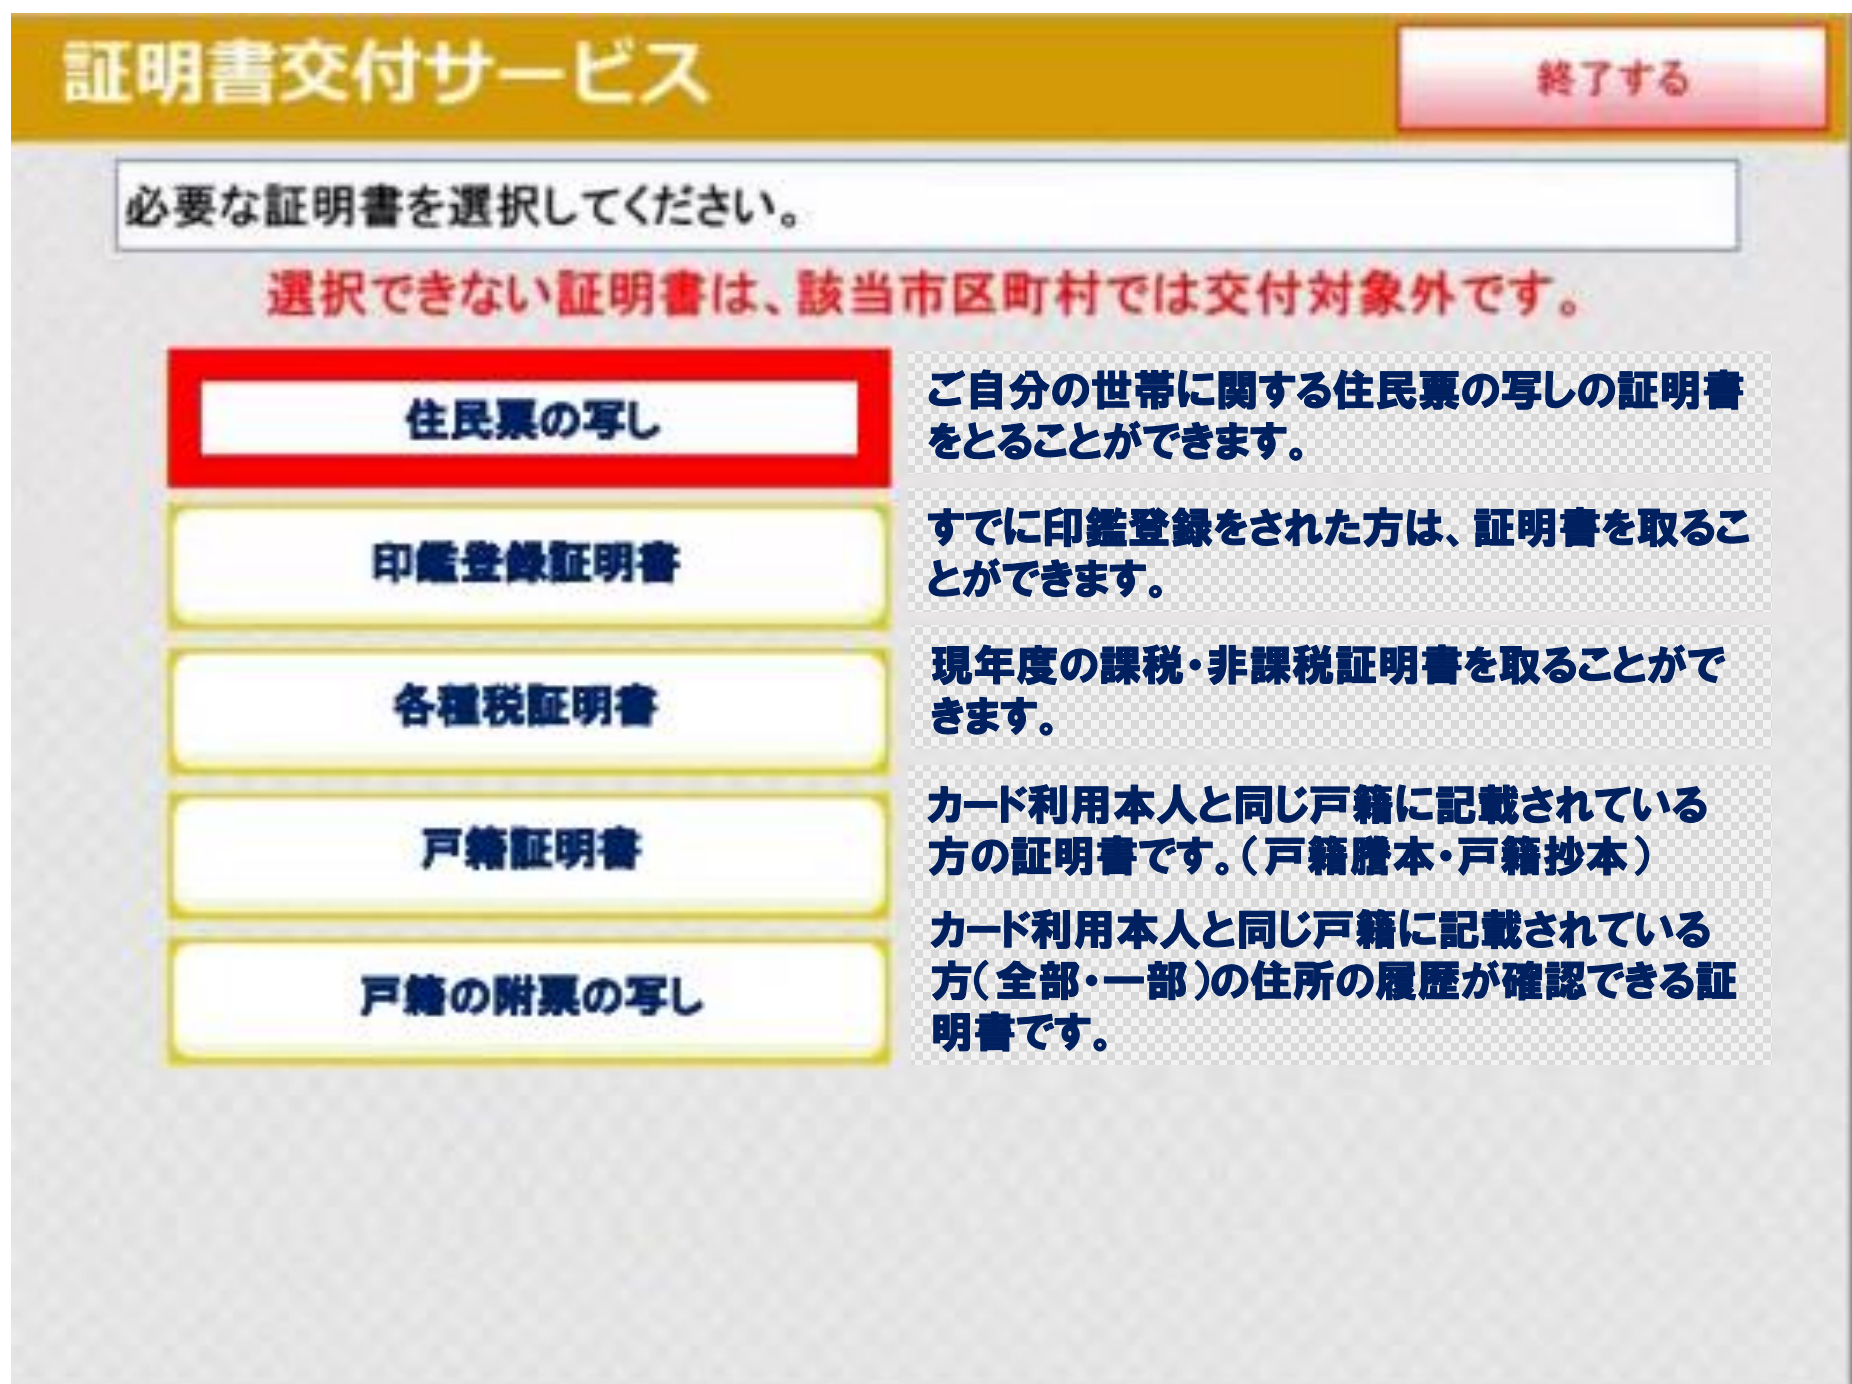 証明書交付サービス
終了する
必要な証明書を選択してください。
選択できない証明書は、該当市区町村では交付対象外です。
住民票の写し
ご自分の世帯に関する住民票の写しの証明書
をとることができます。
印鑑登録証明書
すでに印鑑登録をされた方は、証明書を取るこ
とができます。
各種税証明書
現年度の課税・非課税証明書を取ることがで
きます。
戸籍証明書
カード利用本人と同じ戸籍に記載されている
方の証明書です。（戸籍謄本・戸籍抄本）
戸籍の附票の写し
カード利用本人と同じ戸籍に記載されている
方（全部・一部）の住所の履歴が確認できる証
明書です。